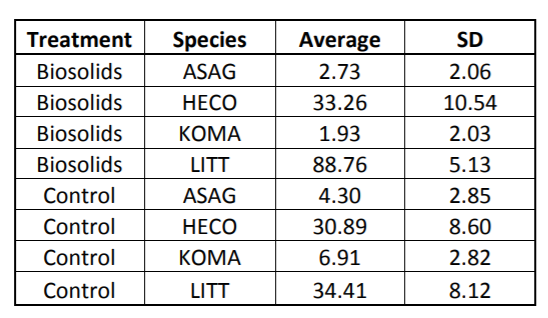 Treatment Species Average SD
Biosolids ASAG 2.73 2.06
Biosolids HECO 33.26 10.54
Biosolids KOMA 1.93 2.03
Biosolids LITT 88.76 5.13
Control ASAG 4.30 2.85
Control HECO 30.89 8.60
Control KOMA 6.91 2.82
Control LITT 34.41 8.12